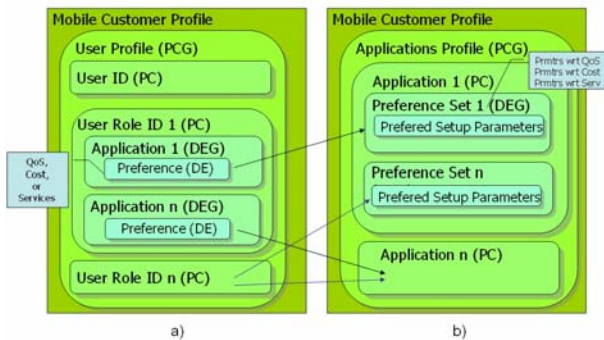 Mobile Customer Profile
User Profile (PCG)
User ID (PC)
User Role ID 1 (PC)
Application 1 (DEG)
Preference (DE)
QoS,
Cost,
or
Services
Application n (DEG)
Preference (DE)
User Role ID n (PC)
a)
Mobile Customer Profile
Applications Profile (PCG)
Prmtrs wrt QoS
Prmtrs wrt Cost
Prmtrs wrt Serv
Application 1 (PC)
Preference Set 1 (DEG)
Prefered Setup Parameters
Preference Set n
Prefered Setup Parameters
Application n (PC)
b)